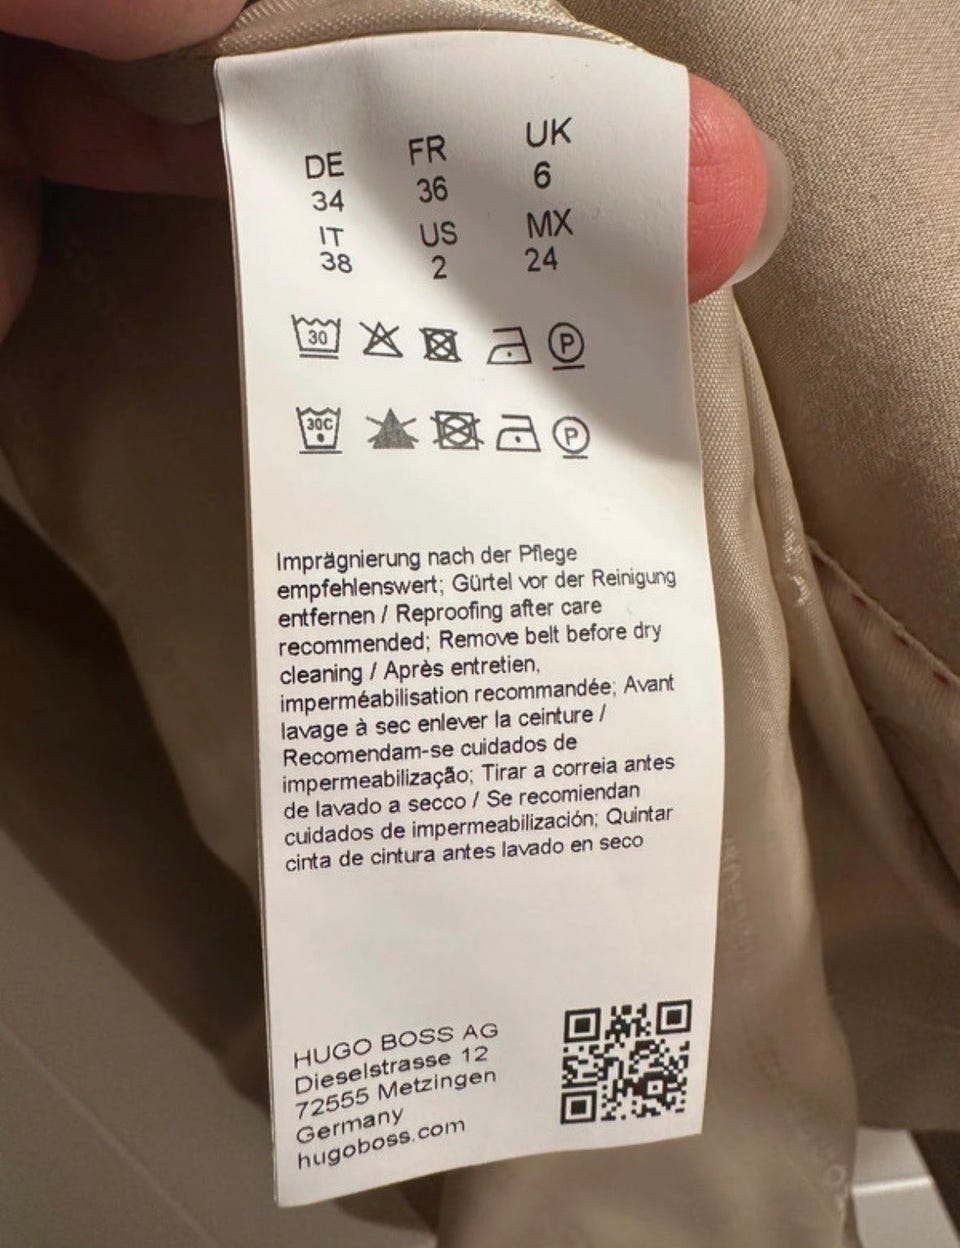 DE FR UK
34 36 6
IT US MX
38 2 24
30 P
30C P
Imprägnierung nach der Pflege
empfehlenswert; Gürtel vor der Reinigung
entfernen / Reproofing after care
recommended; Remove belt before dry
cleaning / Après entretien,
imperméabilisation recommandée; Avant
lavage à sec enlever la ceinture /
Recomendam-se cuidados de
impermeabilização; Tirar a correia antes
de lavado a secco / Se recomiendan
cuidados de impermeabilización; Quintar
cinta de cintura antes lavado en seco
HUGO BOSS AG
Dieselstrasse 12
72555 Metzingen
Germany
hugoboss.com